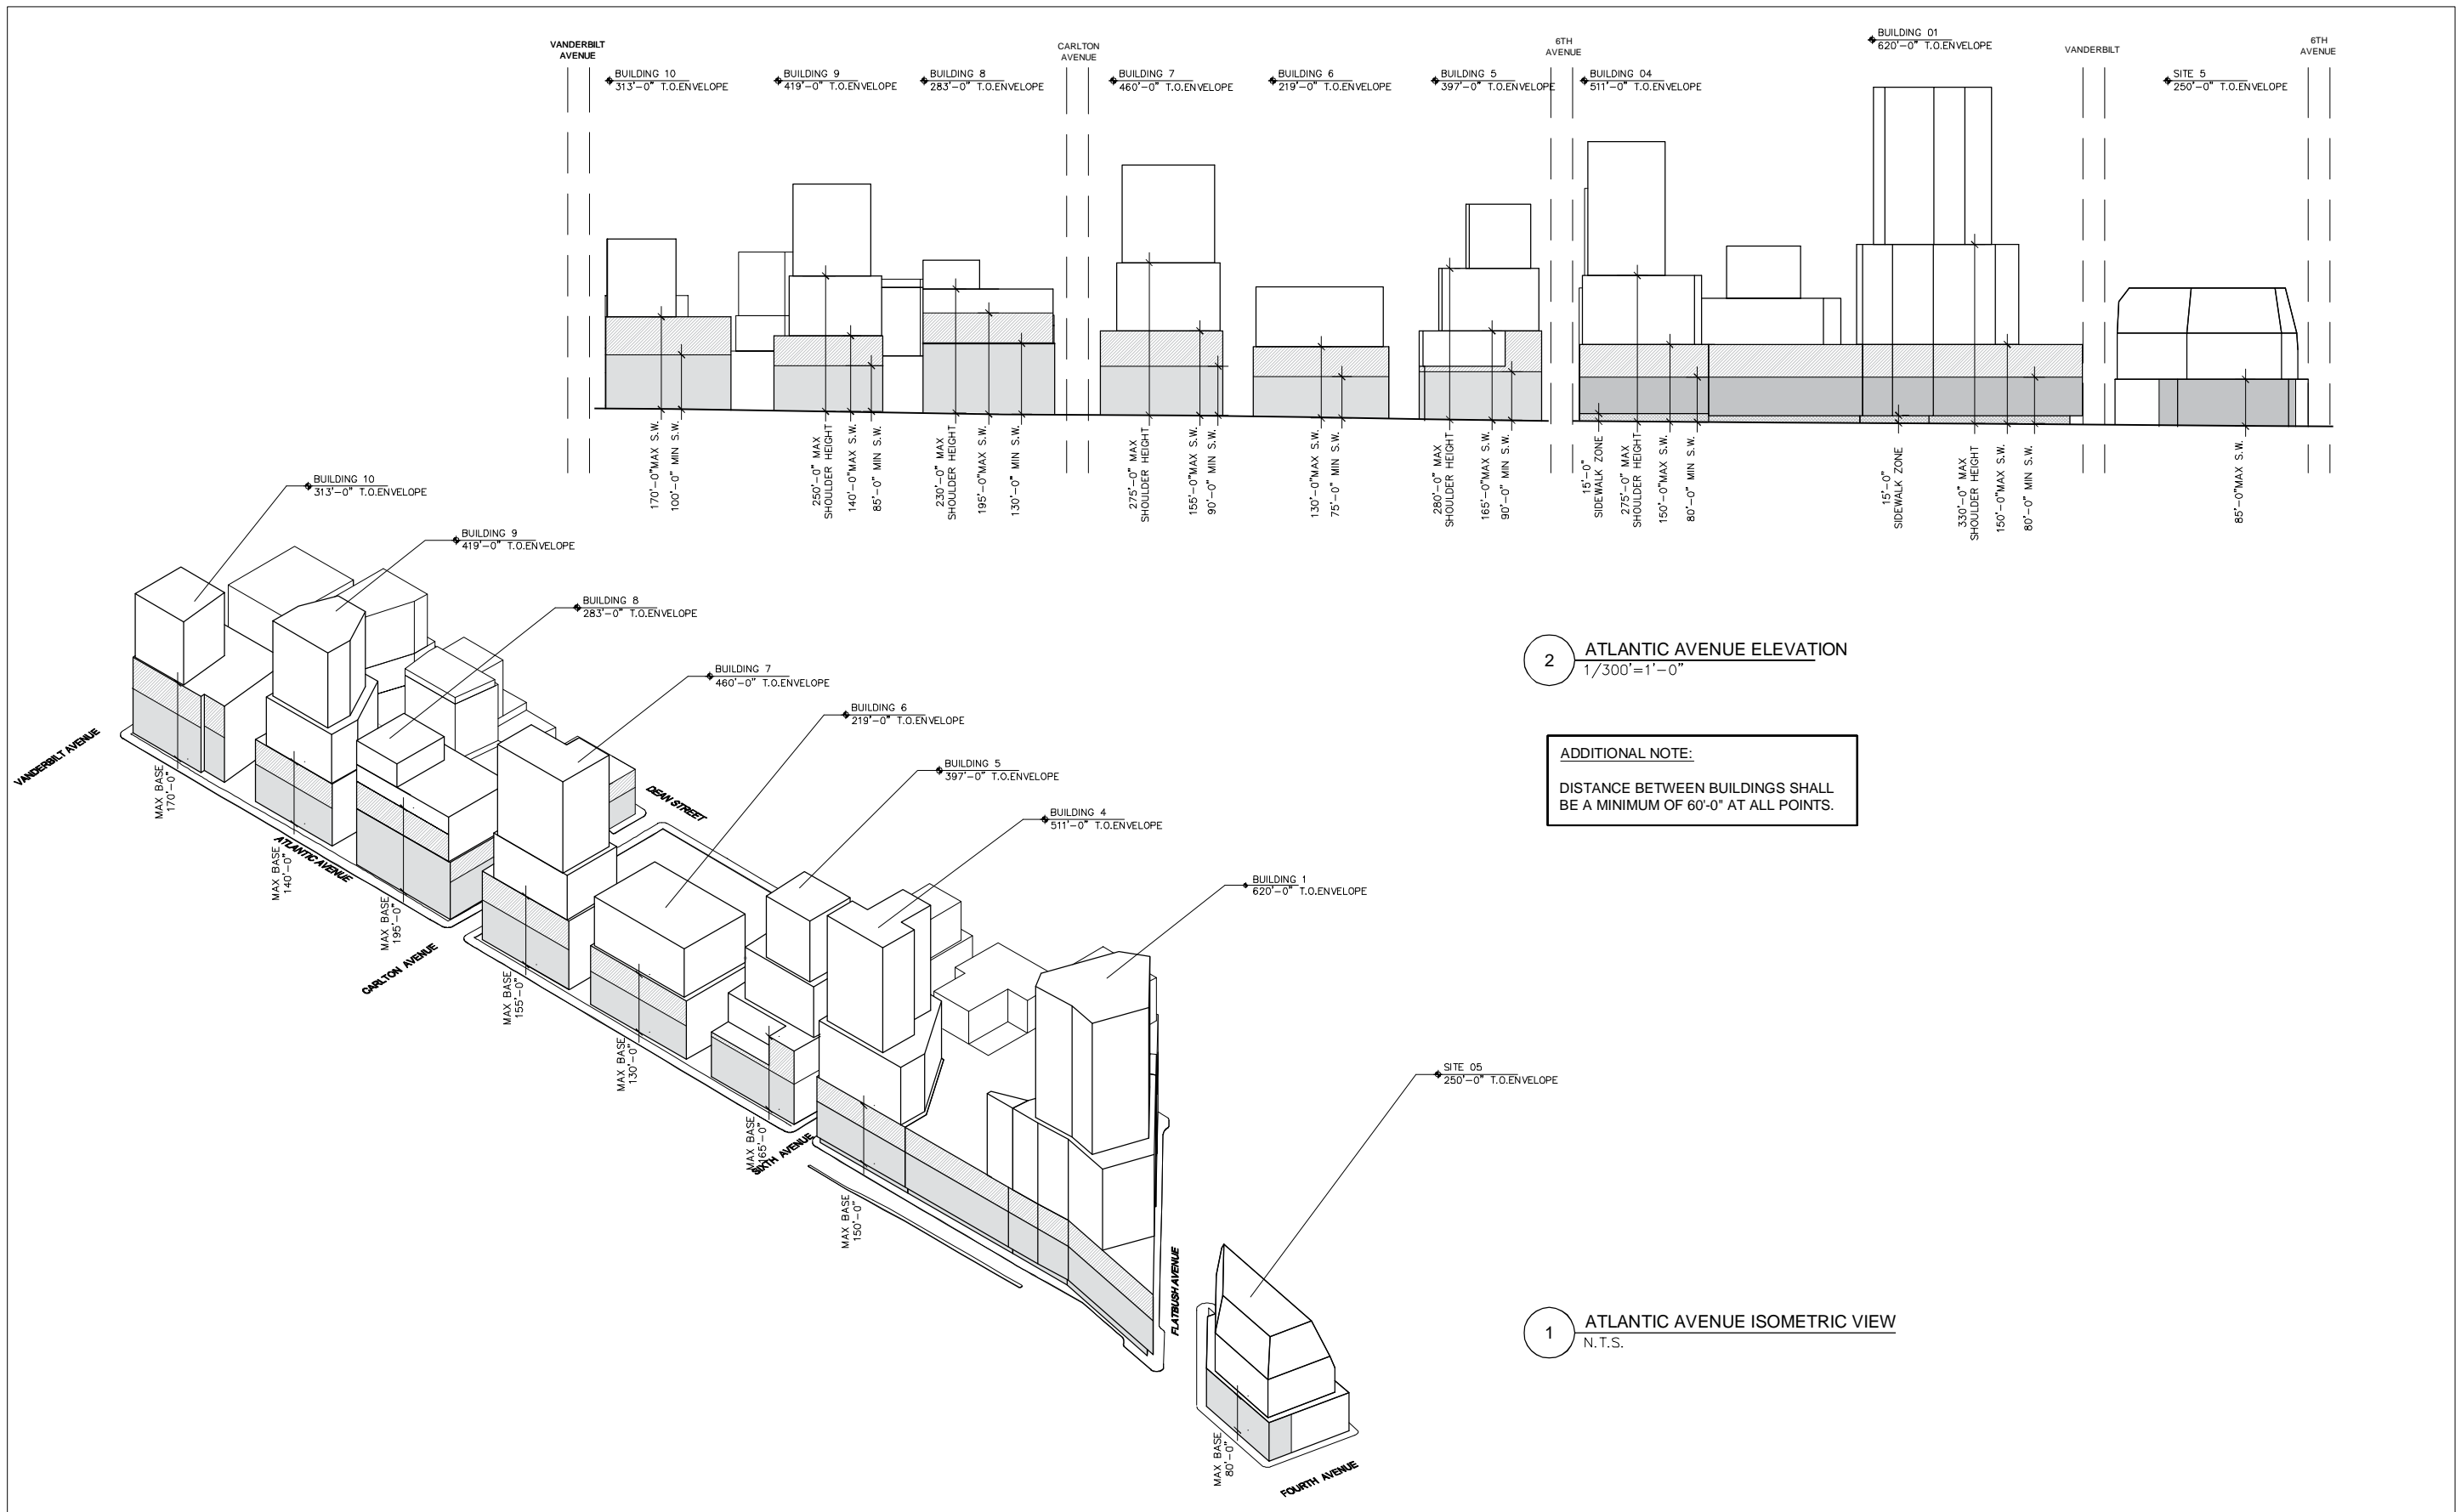 VANDERBILT
AVENUE
CARLTON
AVENUE
6TH
AVENUE
VANDERBILT
6TH
AVENUE
BUILDING 10
313'-0" T.O.ENVELOPE
BUILDING 9
419'-0" T.O.ENVELOPE
BUILDING 8
283'-0" T.O.ENVELOPE
BUILDING 7
460'-0" T.O.ENVELOPE
BUILDING 6
219'-0" T.O.ENVELOPE
BUILDING 5
397'-0" T.O.ENVELOPE
BUILDING 04
511'-0" T.O.ENVELOPE
BUILDING 01
620'-0" T.O.ENVELOPE
SITE 5
250'-0" T.O.ENVELOPE
170'-0"MAX S.W.
100'-0" MIN S.W.
250'-0" MAX
SHOULDER HEIGHT
140'-0"MAX S.W.
85'-0" MIN S.W.
230'-0" MAX
SHOULDER HEIGHT
195'-0"MAX S.W.
130'-0" MIN S.W.
275'-0" MAX
SHOULDER HEIGHT
155'-0"MAX S.W.
90'-0" MIN S.W.
130'-0"MAX S.W.
75'-0" MIN S.W.
280'-0" MAX
SHOULDER HEIGHT
165'-0"MAX S.W.
90'-0" MIN S.W.
15'-0"
SIDEWALK ZONE
275'-0" MAX
SHOULDER HEIGHT
150'-0"MAX S.W.
80'-0" MIN S.W.
15'-0"
SIDEWALK ZONE
330'-0" MAX
SHOULDER HEIGHT
150'-0"MAX S.W.
80'-0" MIN S.W.
85'-0"MAX S.W.
2
ATLANTIC AVENUE ELEVATION
1/300'=1'-0"
ADDITIONAL NOTE:
DISTANCE BETWEEN BUILDINGS SHALL
BE A MINIMUM OF 60'-0" AT ALL POINTS.
BUILDING 10
313'-0" T.O.ENVELOPE
BUILDING 9
419'-0" T.O.ENVELOPE
BUILDING 8
283'-0" T.O.ENVELOPE
BUILDING 7
460'-0" T.O.ENVELOPE
BUILDING 6
219'-0" T.O.ENVELOPE
BUILDING 5
397'-0" T.O.ENVELOPE
BUILDING 4
511'-0" T.O.ENVELOPE
BUILDING 1
620'-0" T.O.ENVELOPE
SITE 05
250'-0" T.O.ENVELOPE
VANDERBILT AVENUE
MAX BASE
170'-0"
ATLANTIC AVENUE
MAX BASE
140'-0"
MAX BASE
195'-0"
CARLTON AVENUE
DEAN STREET
MAX BASE
155'-0"
MAX BASE
130'-0"
MAX BASE
165'-0"
SIXTH AVENUE
MAX BASE
150'-0"
FLATBUSH AVENUE
MAX BASE
80'-0"
FOURTH AVENUE
1
ATLANTIC AVENUE ISOMETRIC VIEW
N.T.S.